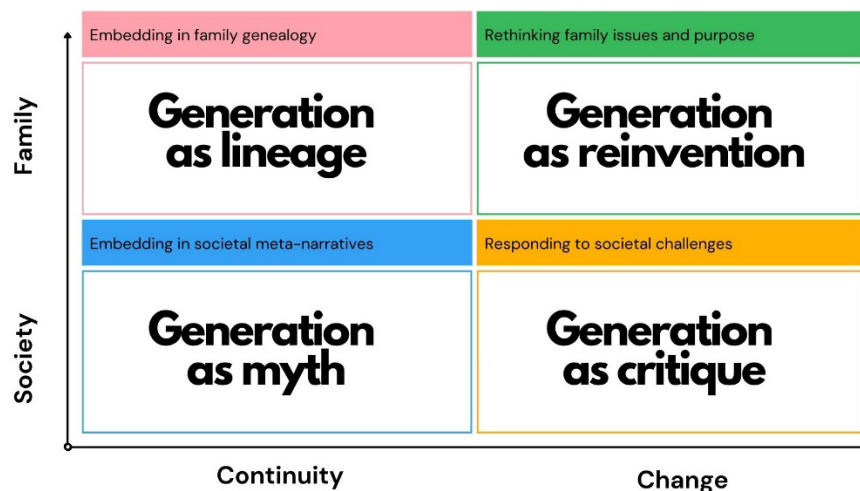 Embedding in family genealogy
Rethinking family issues and purpose
Family
Generation
as lineage
Generation
as reinvention
Embedding in societal meta-narratives
Responding to societal challenges
Society
Generation
as myth
Generation
as critique
Continuity
Change